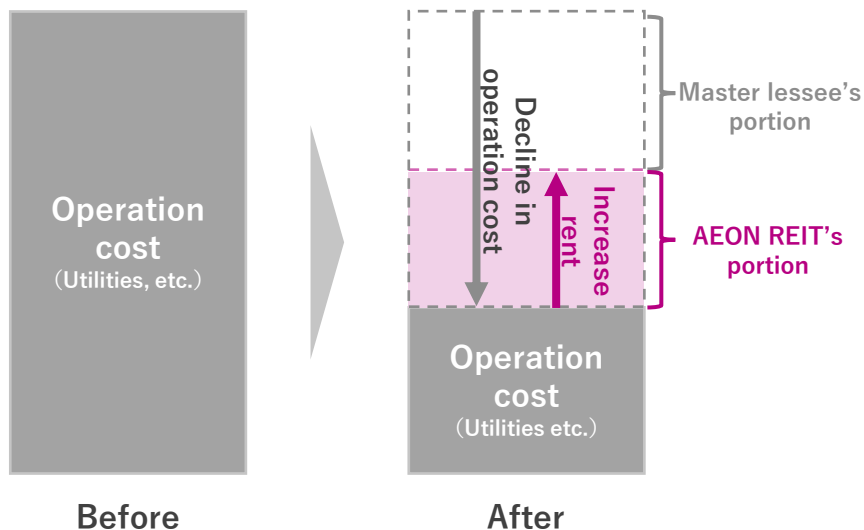 Operation
cost
（Utilities, etc.）
Before
Decline in
operation cost
Increase
rent
Master lessee’s
portion
AEON REIT’s
portion
Operation
cost
（Utilities etc.）
After